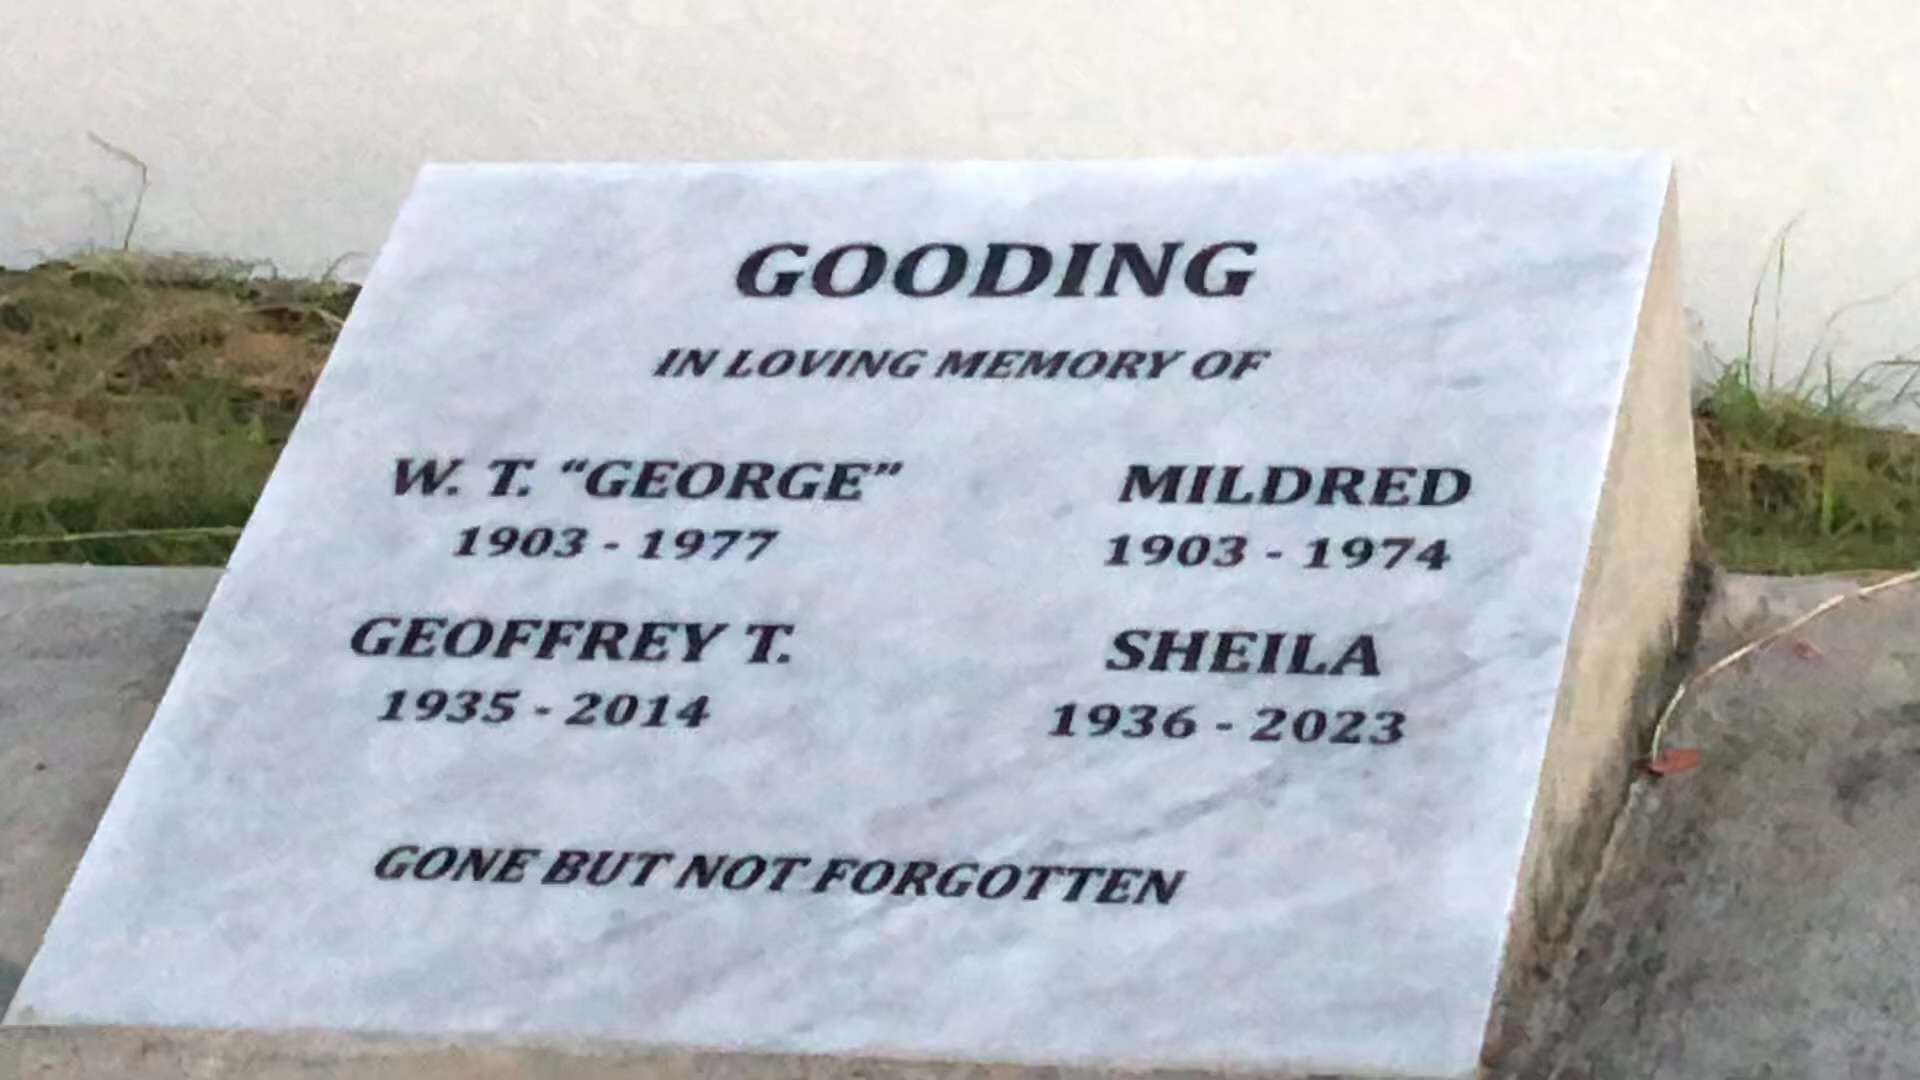 GOODING
IN LOVING MEMORY OF
W. T. “GEORGE” MILDRED
1903 - 1977 1903 - 1974
GEOFFREY T. SHEILA
1935 - 2014 1936 - 2023
GONE BUT NOT FORGOTTEN